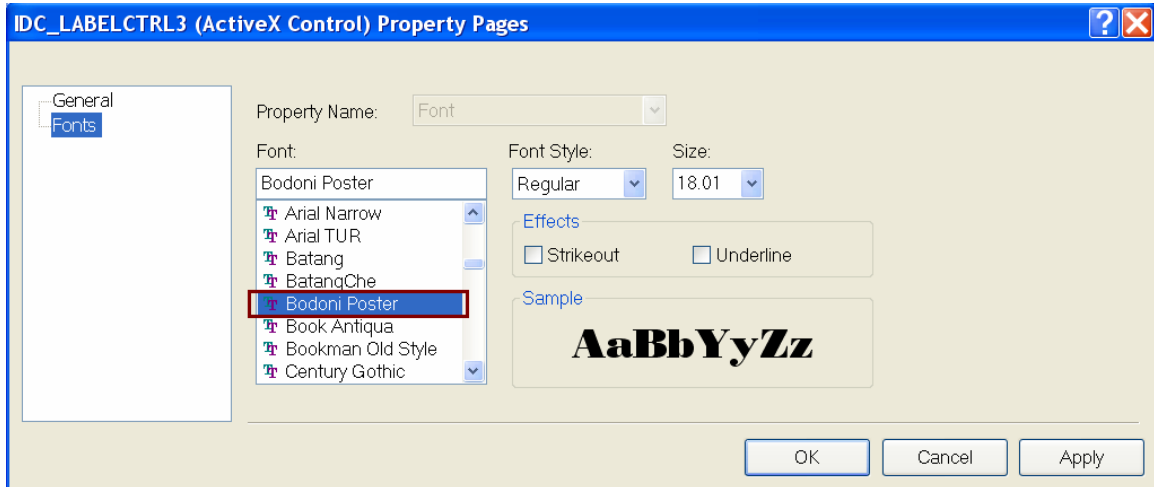 IDC_LABELCTRL3 (ActiveX Control) Property Pages
General
Fonts
Property Name: Font
Font: Font Style: Size:
Bodoni Poster Regular 18.01
Arial Narrow
Arial TUR
Batang
BatangChe
Bodoni Poster
Book Antiqua
Bookman Old Style
Century Gothic
Effects
Strikeout Underline
Sample
AaBbYyZz
OK Cancel Apply